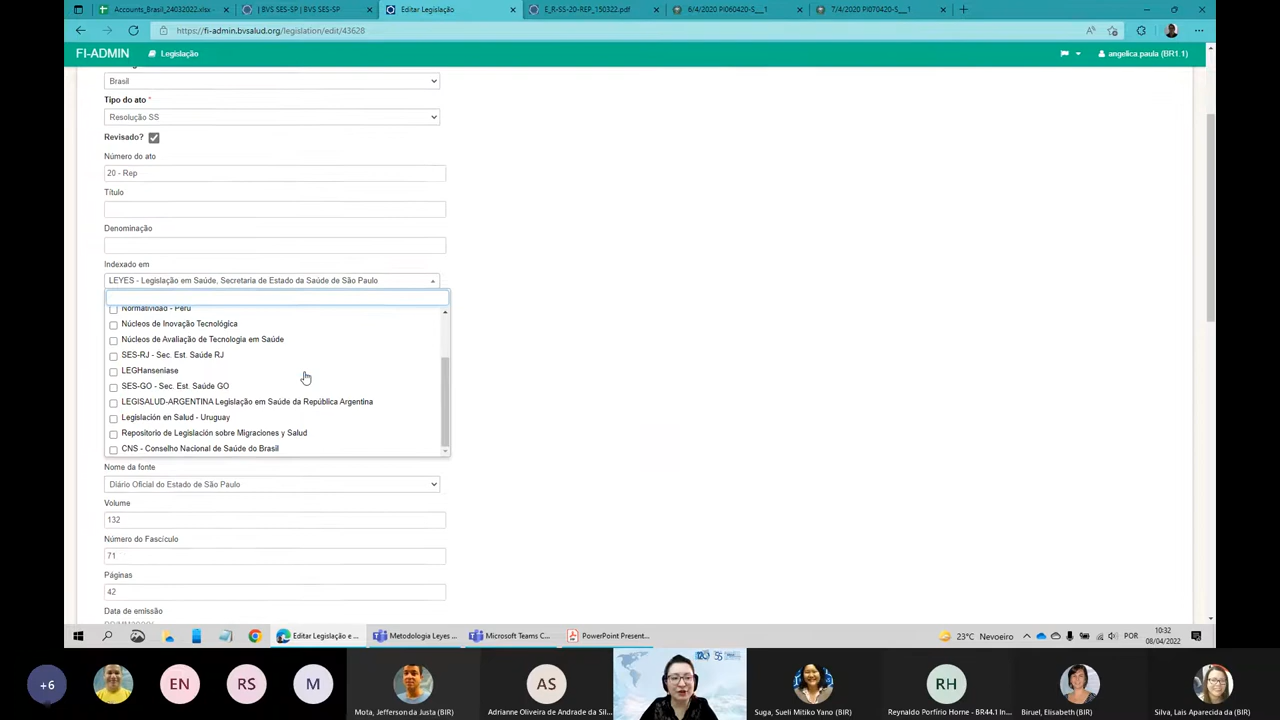 Accounts_Brasil_24032022.xlsx -
| BVS SES-SP | BVS SES-SP
Editar Legislação
E_R-SS-20-REP_150322.pdf
6/4/2020 PI060420-S___1
7/4/2020 PI070420-S___1
https://fi-admin.bvsalud.org/legislation/edit/43628
FI-ADMIN
Legislação
angelica.paula (BR1.1)
Brasil
Tipo do ato *
Resolução SS
Revisado?
Número do ato
20 - Rep
Título
Denominação
Indexado em
LEYES - Legislação em Saúde, Secretaria de Estado da Saúde de São Paulo
Normatividad - Perú
Núcleos de Inovação Tecnológica
Núcleos de Avaliação de Tecnologia em Saúde
SES-RJ - Sec. Est. Saúde RJ
LEGHanseniase
SES-GO - Sec. Est. Saúde GO
LEGISALUD-ARGENTINA Legislação em Saúde da República Argentina
Legislación en Salud - Uruguay
Repositorio de Legislación sobre Migraciones y Salud
CNS - Conselho Nacional de Saúde do Brasil
Nome da fonte
Diário Oficial do Estado de São Paulo
Volume
132
Número do Fascículo
71
Páginas
42
Data de emissão
Editar Legislação e ...
Metodologia Leyes ...
Microsoft Teams C...
PowerPoint Present...
23°C Nevoeiro
POR
10:32
08/04/2022
+6
EN
RS
M
AS
RH
Mota, Jefferson da Justa (BIR)
Adrianne Oliveira de Andrade da Sil...
Suga, Sueli Mitiko Yano (BIR)
Reynaldo Porfírio Horne - BR44.1 In...
Biruel, Elisabeth (BIR)
Silva, Lais Aparecida da (BIR)